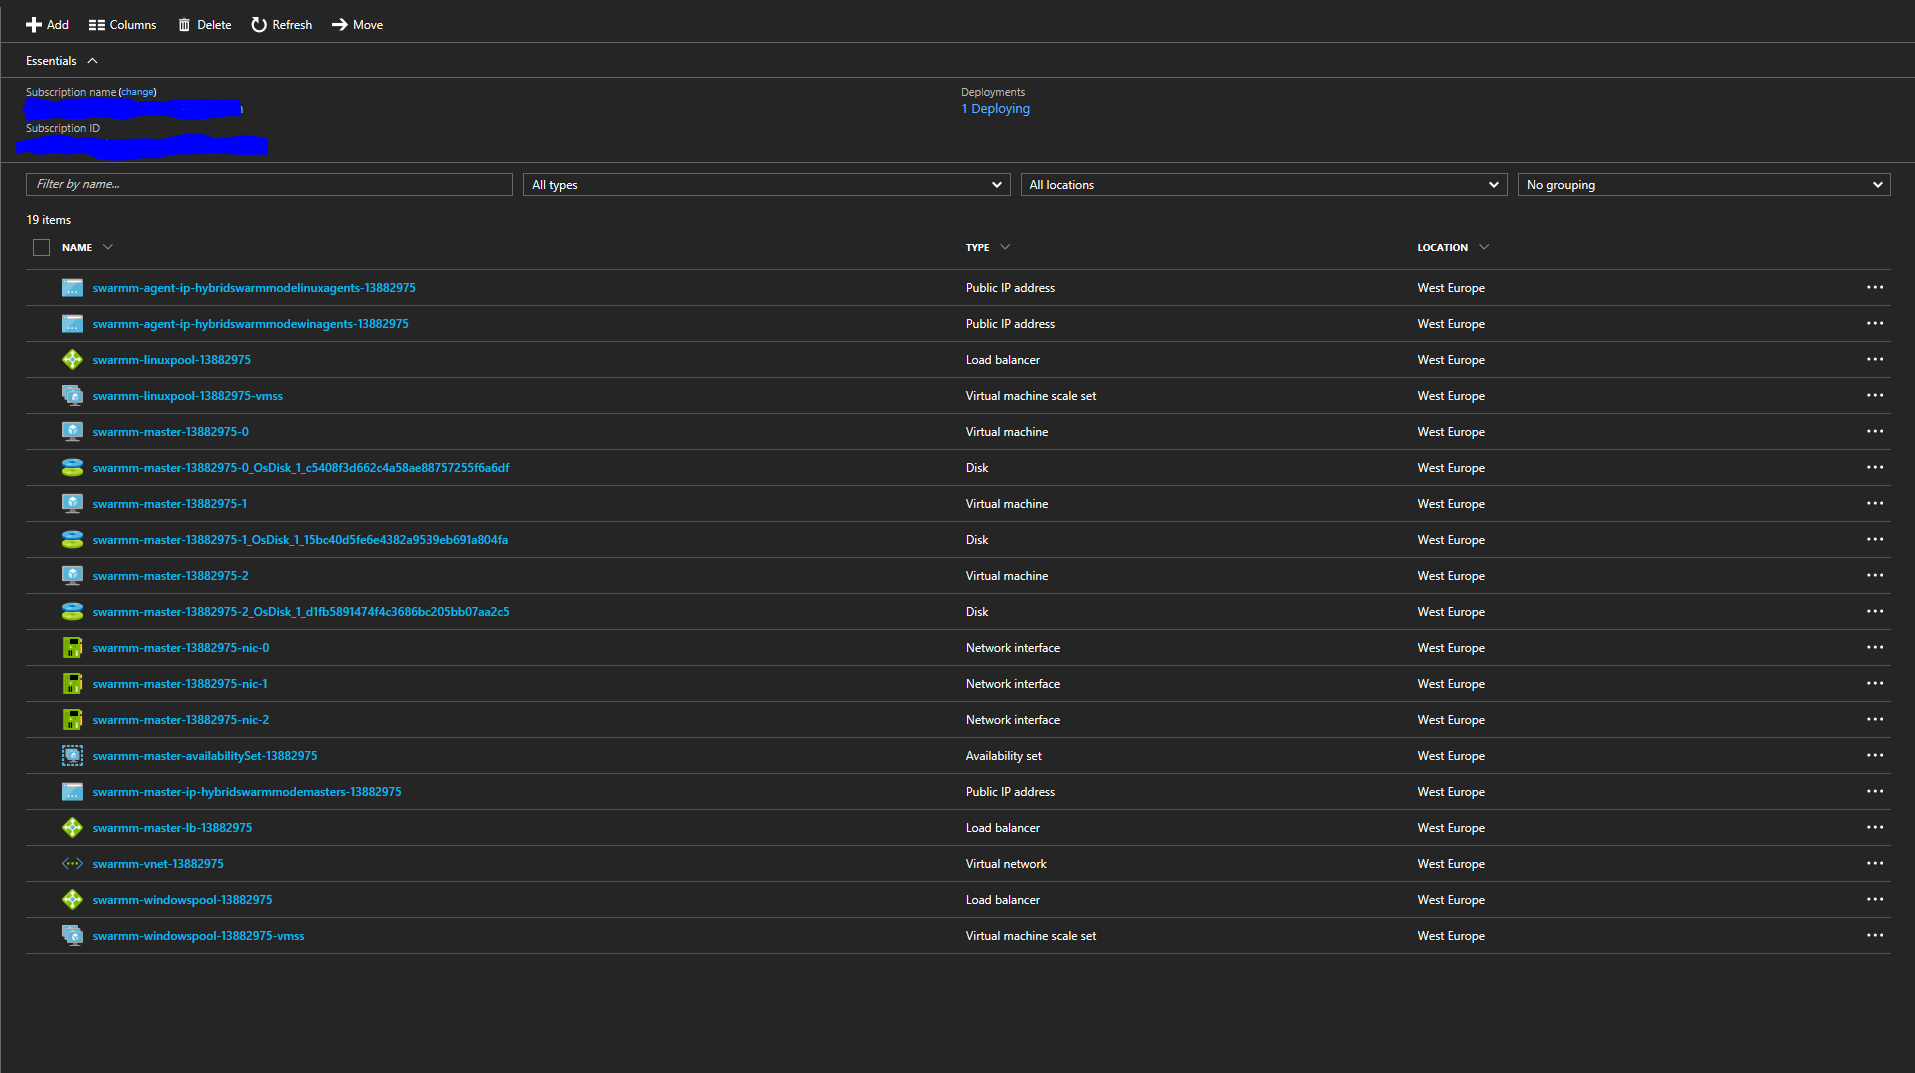 Add Columns Delete Refresh Move
Essentials
Subscription name (change)
Deployments
1 Deploying
Subscription ID
Filter by name... All types All locations No grouping
19 items
NAME TYPE LOCATION
swarmm-agent-ip-hybridswarmmodelinuxagents-13882975 Public IP address West Europe
swarmm-agent-ip-hybridswarmmodewinagents-13882975 Public IP address West Europe
swarmm-linuxpool-13882975 Load balancer West Europe
swarmm-linuxpool-13882975-vmss Virtual machine scale set West Europe
swarmm-master-13882975-0 Virtual machine West Europe
swarmm-master-13882975-0_OsDisk_1_c5408f3d662c4a58ae88757255f6a6df Disk West Europe
swarmm-master-13882975-1 Virtual machine West Europe
swarmm-master-13882975-1_OsDisk_1_15bc40d5fe6e4382a9539eb691a804fa Disk West Europe
swarmm-master-13882975-2 Virtual machine West Europe
swarmm-master-13882975-2_OsDisk_1_d1fb5891474f4c3686bc205bb07aa2c5 Disk West Europe
swarmm-master-13882975-nic-0 Network interface West Europe
swarmm-master-13882975-nic-1 Network interface West Europe
swarmm-master-13882975-nic-2 Network interface West Europe
swarmm-master-availabilitySet-13882975 Availability set West Europe
swarmm-master-ip-hybridswarmmodemasters-13882975 Public IP address West Europe
swarmm-master-lb-13882975 Load balancer West Europe
swarmm-vnet-13882975 Virtual network West Europe
swarmm-windowspool-13882975 Load balancer West Europe
swarmm-windowspool-13882975-vmss Virtual machine scale set West Europe